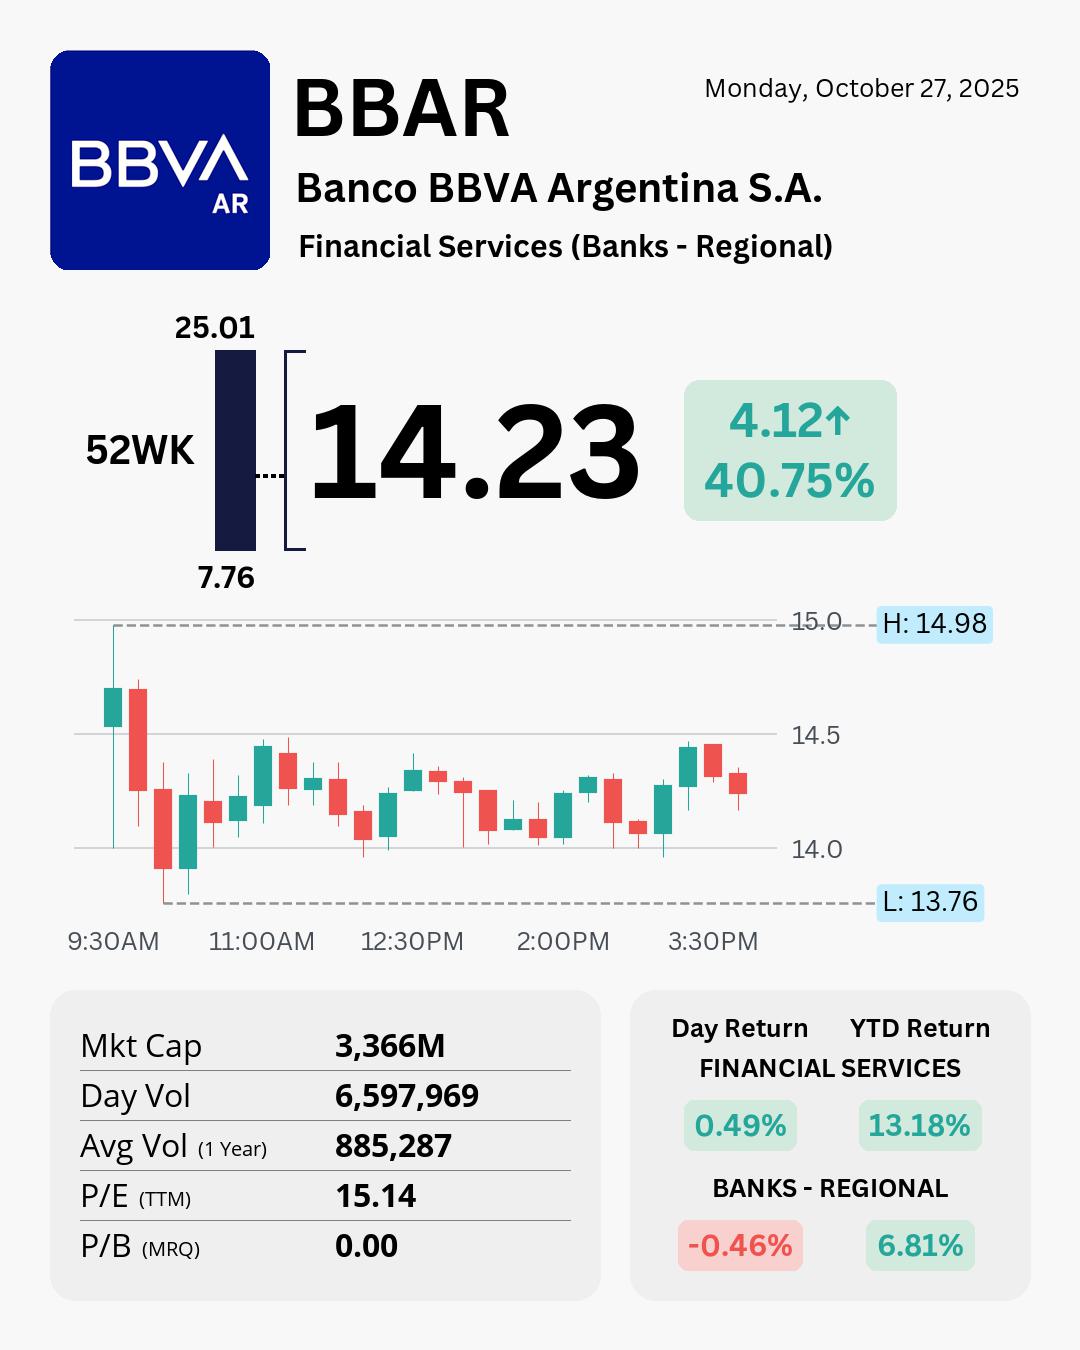 BBVA
AR
BBAR
Monday, October 27, 2025
Banco BBVA Argentina S.A.
Financial Services (Banks - Regional)
25.01
52WK
14.23
4.12↑
40.75%
7.76
15.0
H: 14.98
14.5
14.0
L: 13.76
9:30AM 11:00AM 12:30PM 2:00PM 3:30PM
Mkt Cap 3,366M
Day Vol 6,597,969
Avg Vol (1 Year) 885,287
P/E (TTM) 15.14
P/B (MRQ) 0.00
Day Return YTD Return
FINANCIAL SERVICES
0.49% 13.18%
BANKS - REGIONAL
-0.46% 6.81%